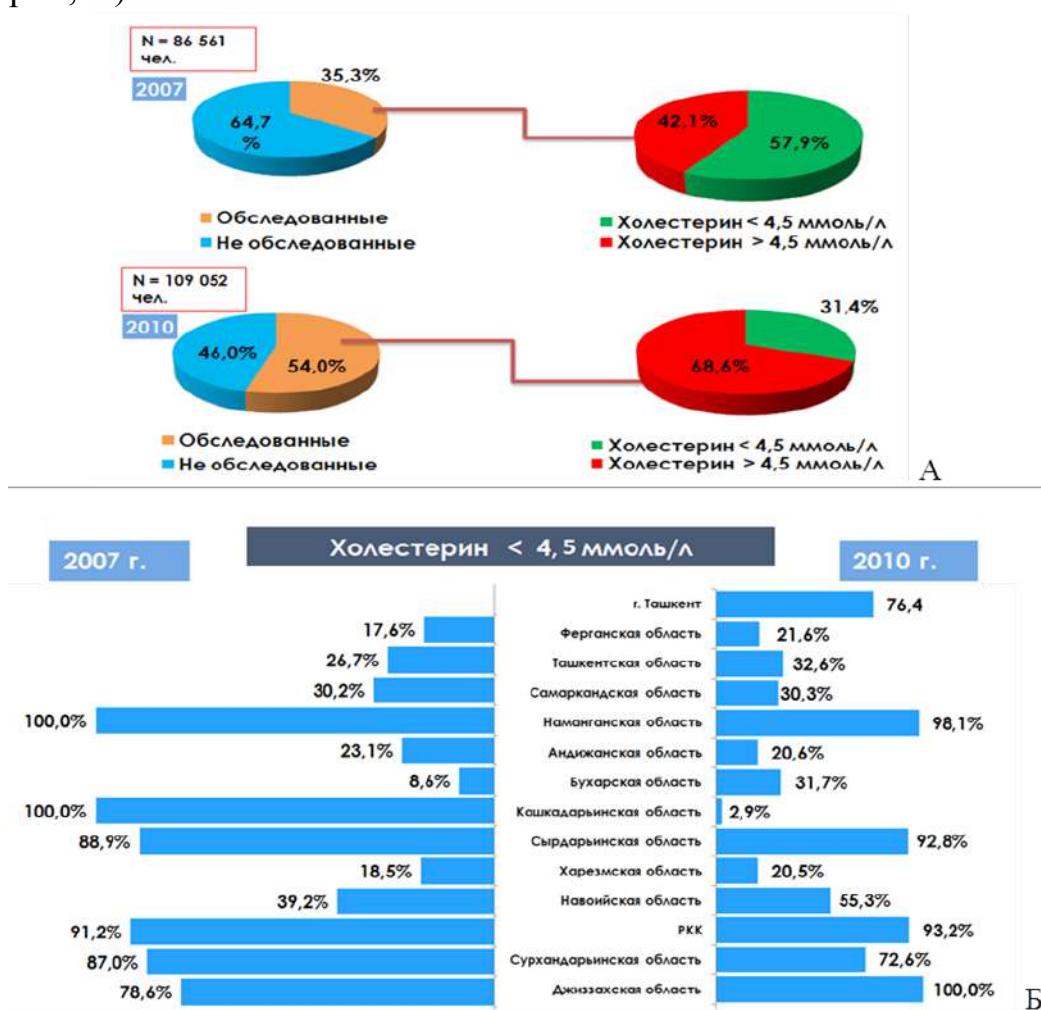 N = 86 561
чел.
2007
35,3%
64,7
%
42,1%
57,9%
Обследованные
Не обследованные
Холестерин < 4,5 ммоль/л
Холестерин > 4,5 ммоль/л
N = 109 052
чел.
2010
46,0%
54,0%
31,4%
68,6%
Обследованные
Не обследованные
Холестерин < 4,5 ммоль/л
Холестерин > 4,5 ммоль/л
А
2007 г.
Холестерин < 4,5 ммоль/л
2010 г.
г. Ташкент 76,4
17,6% Ферганская область 21,6%
26,7% Ташкентская область 32,6%
30,2% Самаркандская область 30,3%
100,0% Наманганская область 98,1%
23,1% Андижанская область 20,6%
8,6% Бухарская область 31,7%
100,0% Кашкадарьинская область 2,9%
88,9% Сырдарьинская область 92,8%
18,5% Харезмская область 20,5%
39,2% Навоийская область 55,3%
91,2% РКК 93,2%
87,0% Сурхандарьинская область 72,6%
78,6% Джиззахская область 100,0%
Б